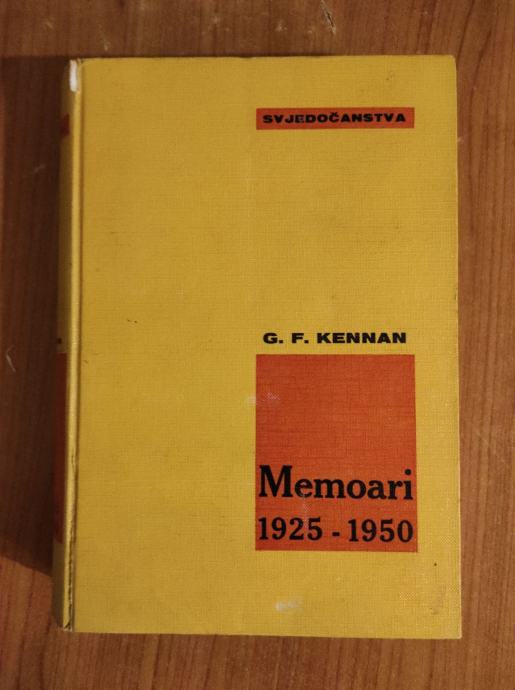 SVJEDOČANSTVA
G. F. KENNAN
Memoari
1925 - 1950